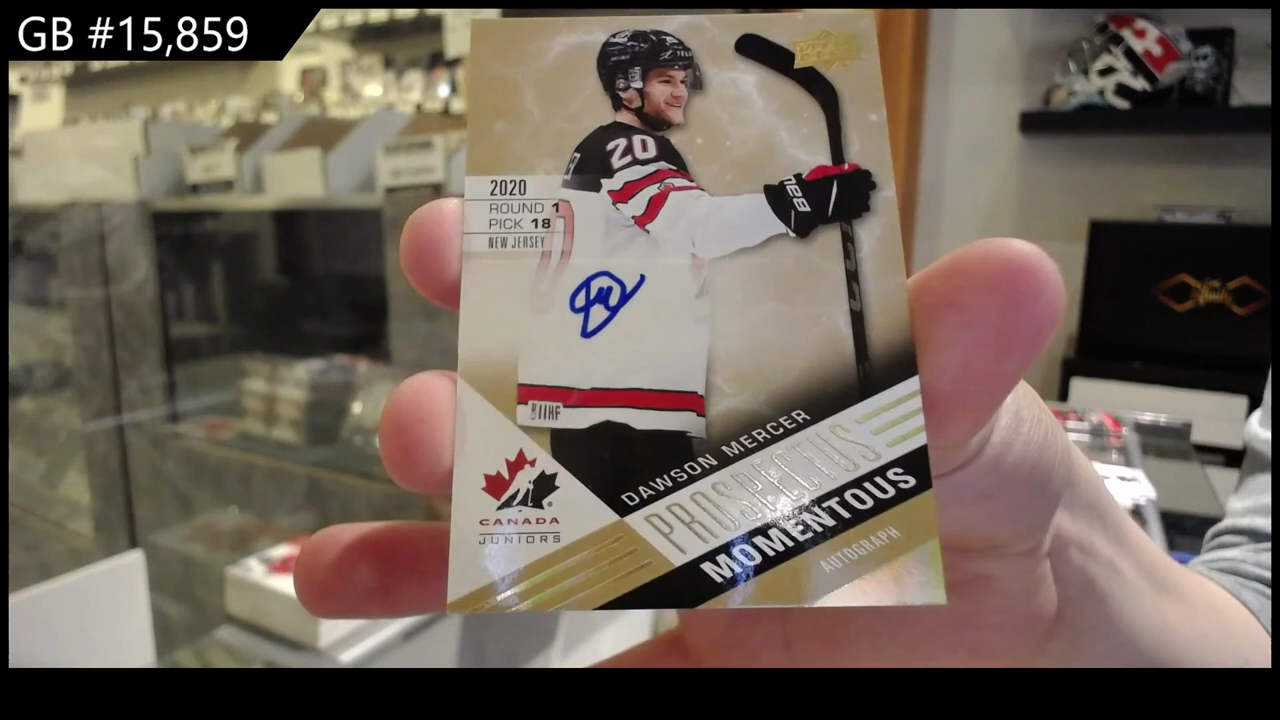 GB #15,859
20
2020
ROUND 1
PICK 18
NEW JERSEY
IIHF
CANADA
JUNIORS
DAWSON MERCER
PROSPECTUS
MOMENTOUS
AUTOGRAPH